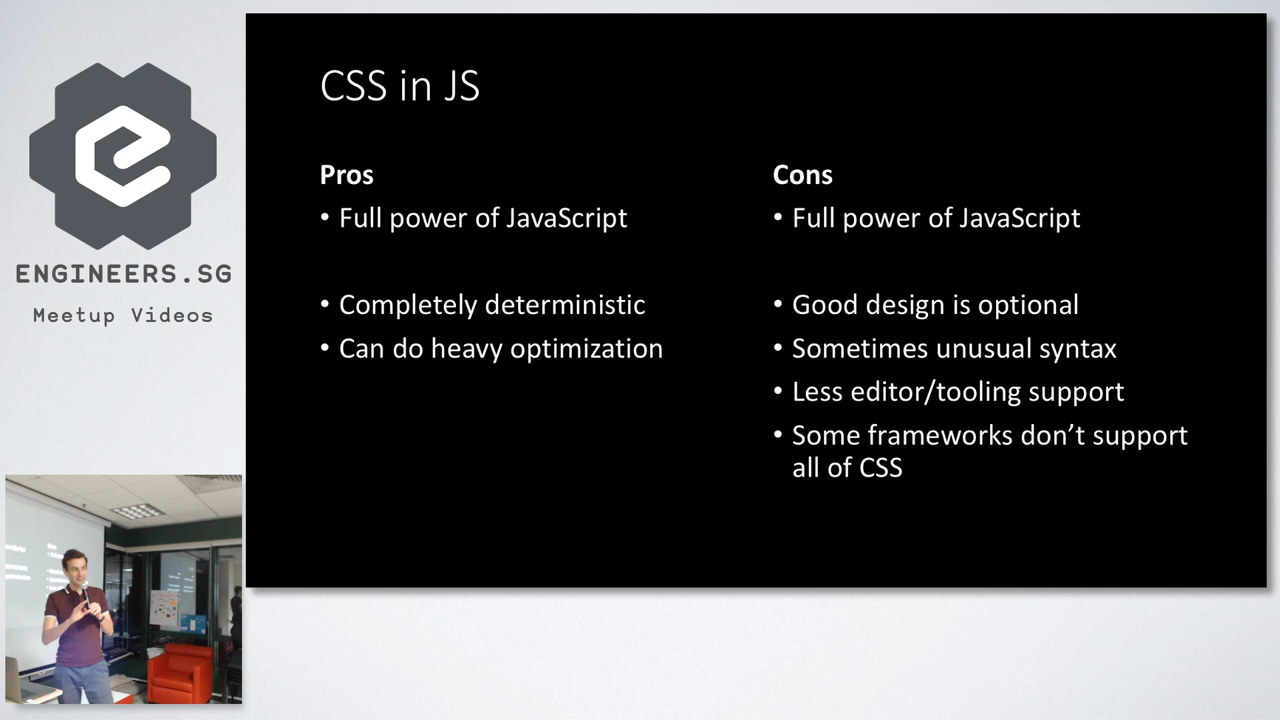 ENGINEERS.SG
Meetup Videos
CSS in JS
Pros
• Full power of JavaScript
• Completely deterministic
• Can do heavy optimization
Cons
• Full power of JavaScript
• Good design is optional
• Sometimes unusual syntax
• Less editor/tooling support
• Some frameworks don’t support
all of CSS